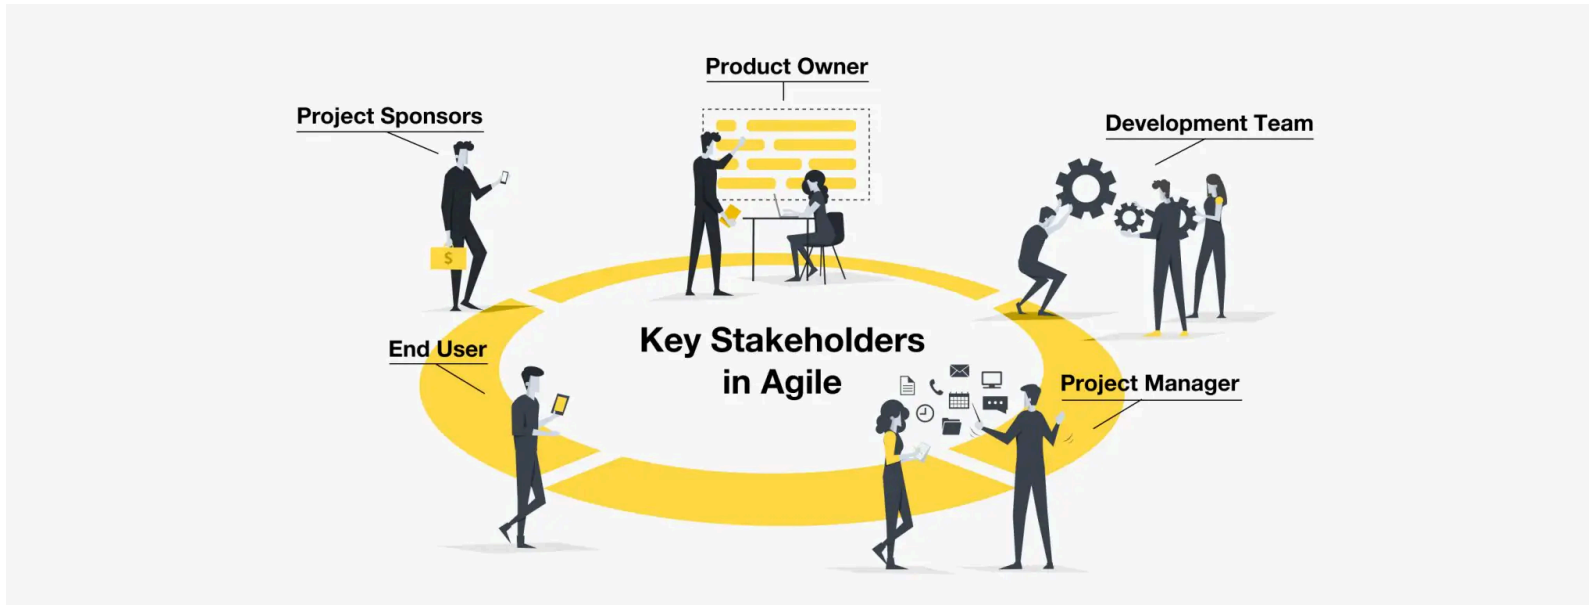 Product Owner
Project Sponsors
Development Team
Key Stakeholders
in Agile
End User
Project Manager
$